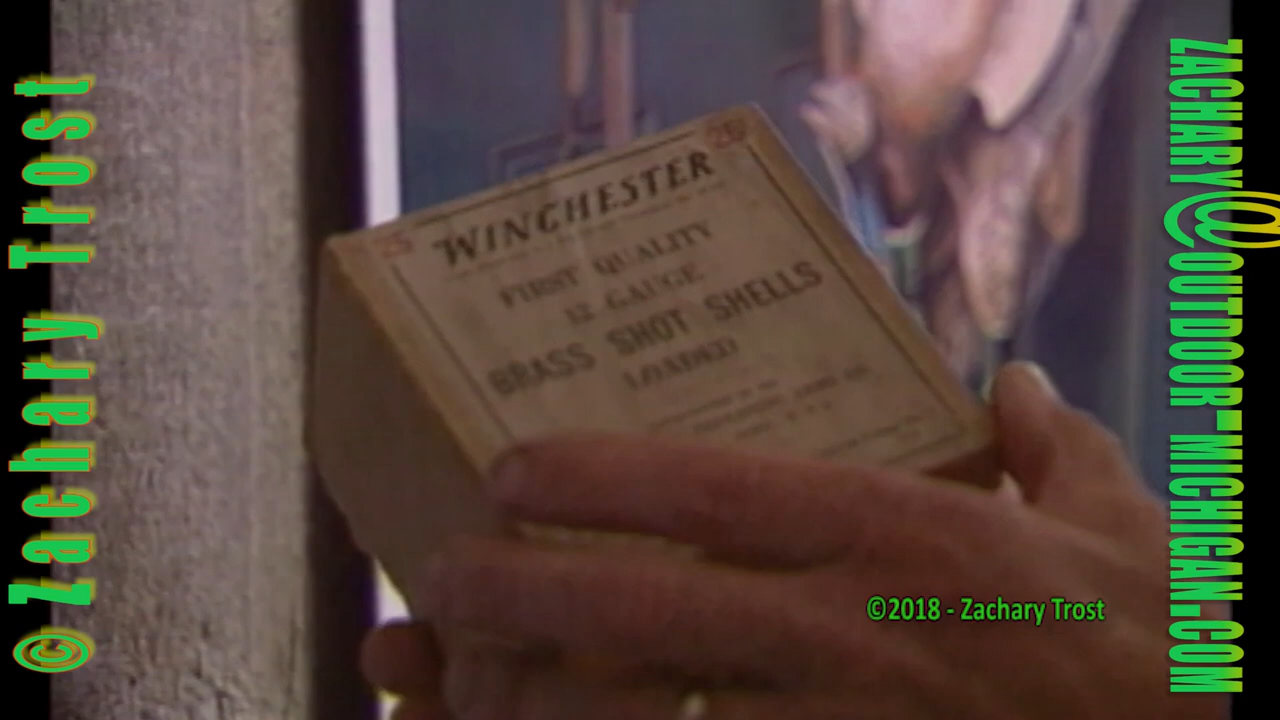 © Zachary Trost
25
25
WINCHESTER
FIRST QUALITY
12 GAUGE
BRASS SHOT SHELLS
LOADED
©2018 - Zachary Trost
ZACHARY@OUTDOOR-MICHIGAN.COM